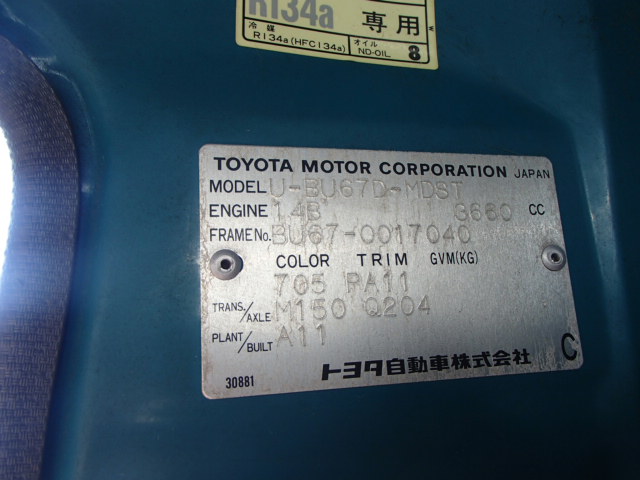 R134a 専用
冷媒 オイル
R134a(HFC134a) ND-OIL 8
TOYOTA MOTOR CORPORATION JAPAN
MODEL U-BU67D-MDST
ENGINE 14B 3660 CC
FRAME No. BU67-0017040
COLOR TRIM GVM(KG)
705 PA11
TRANS./AXLE M150 Q204
PLANT/BUILT A11
トヨタ自動車株式会社 C
30881